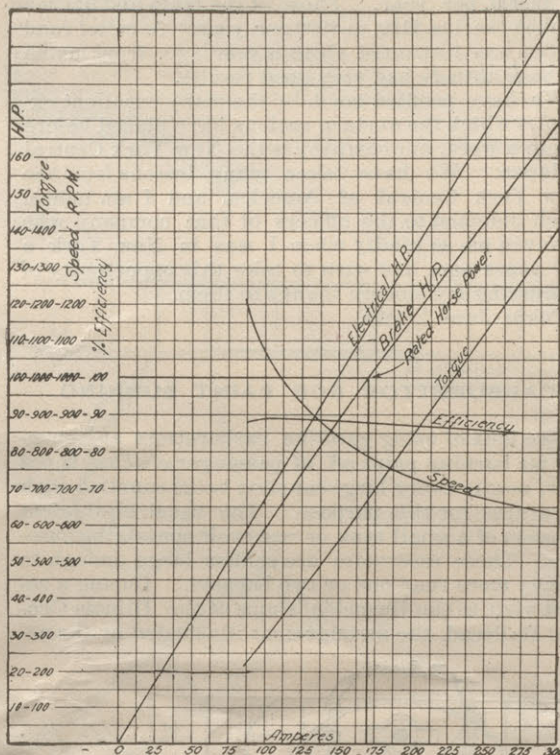 H.P.
Torque
Speed. R.P.M.
% Efficiency
160
150
140-1400
130-1300
120-1200-1200
110-1100-1100
100-1000-1000-100
90-900-900-90
80-800-800-80
70-700-700-70
60-600-600
50-500-500
40-400
30-300
20-200
10-100
Electrical H.P.
Brake H.P.
Rated Horse Power.
Torque
Efficiency
Speed
Amperes
0 25 50 75 100 125 150 175 200 225 250 275 300